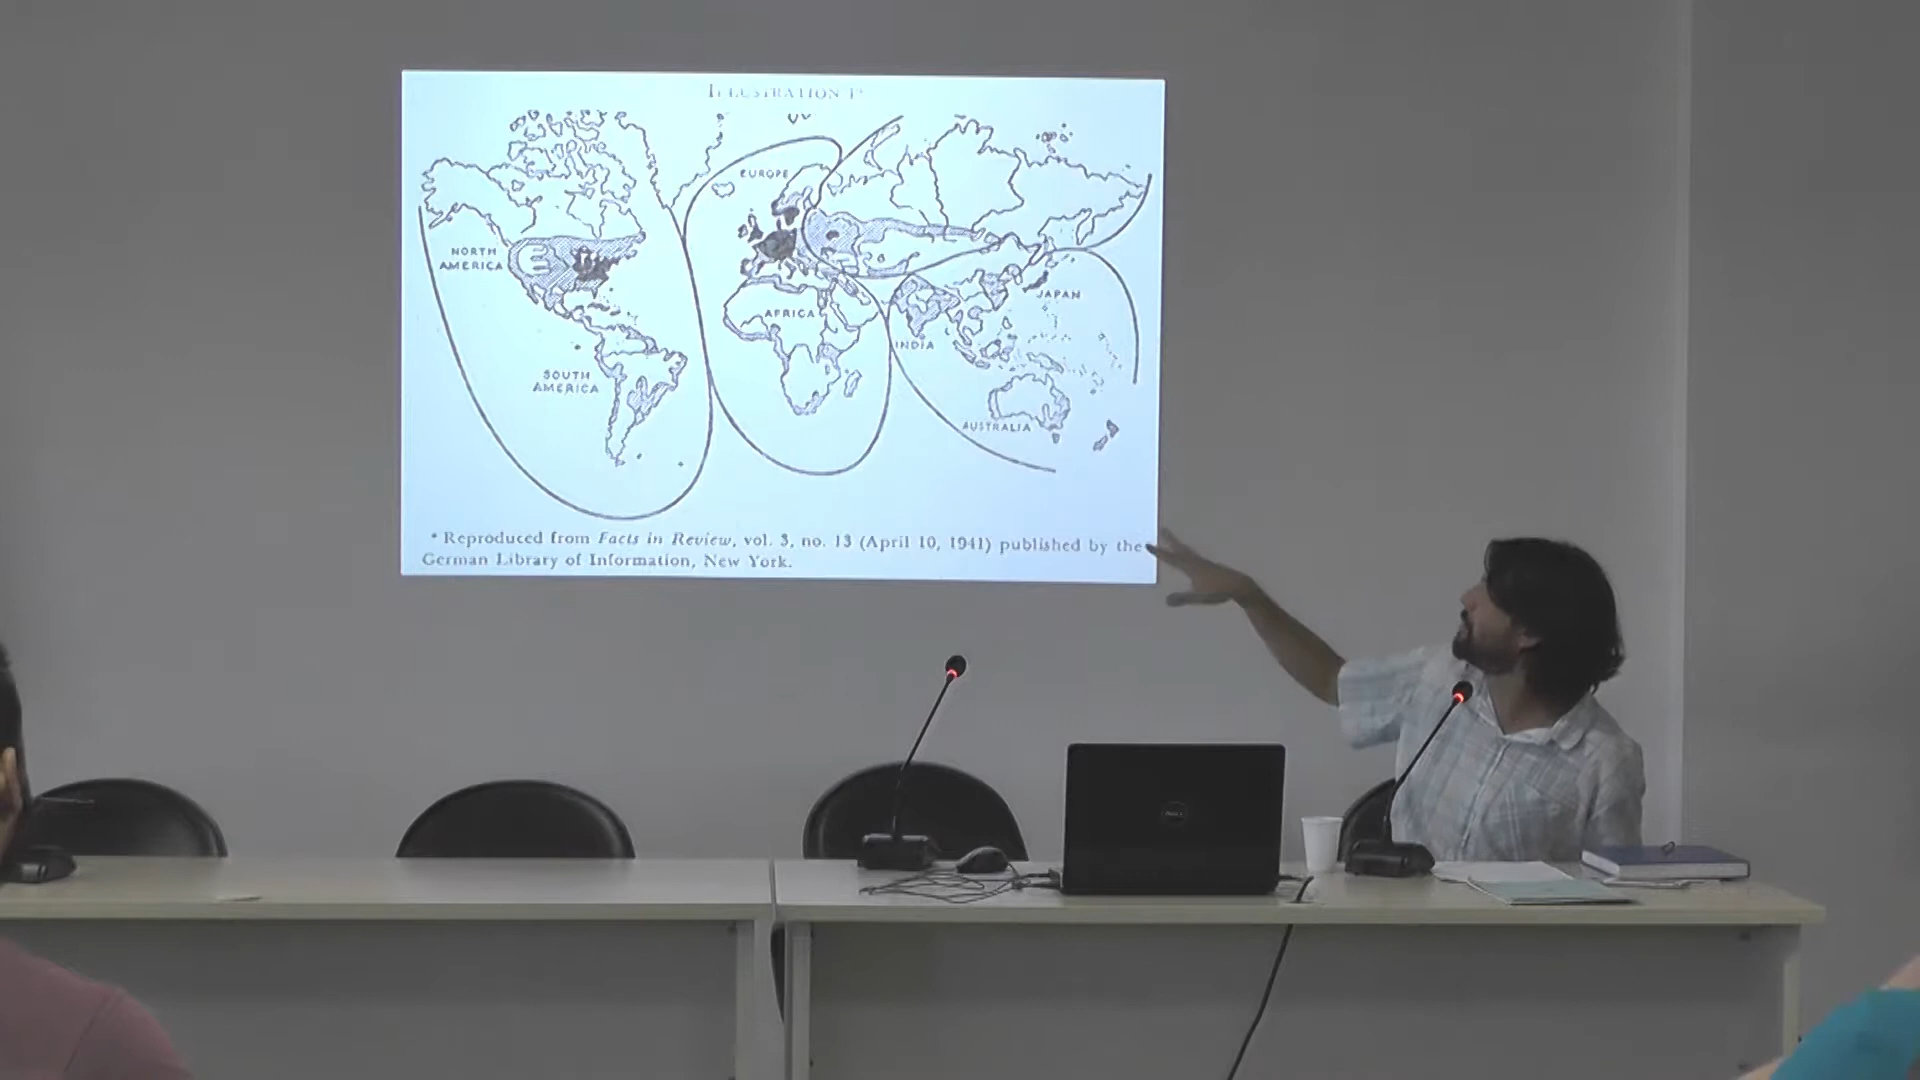 ILLUSTRATION I*
EUROPE
NORTH
AMERICA
JAPAN
AFRICA
INDIA
SOUTH
AMERICA
AUSTRALIA
* Reproduced from Facts in Review, vol. 3, no. 13 (April 10, 1941) published by the
German Library of Information, New York.
DELL